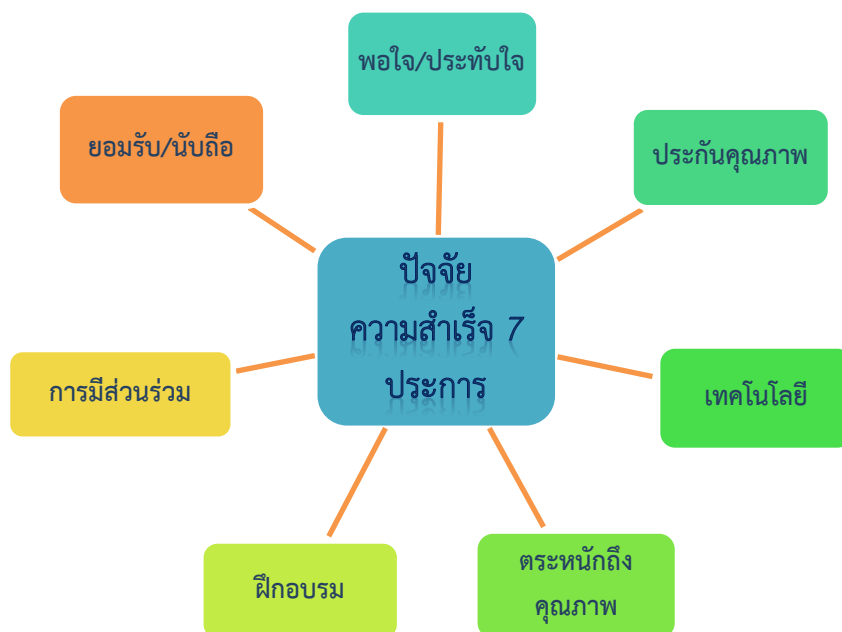 พอใจ/ประทับใจ
ยอมรับ/นับถือ
ประกันคุณภาพ
ปัจจัย
ความสำเร็จ 7
ประการ
การมีส่วนร่วม
เทคโนโลยี
ฝึกอบรม
ตระหนักถึง
คุณภาพ